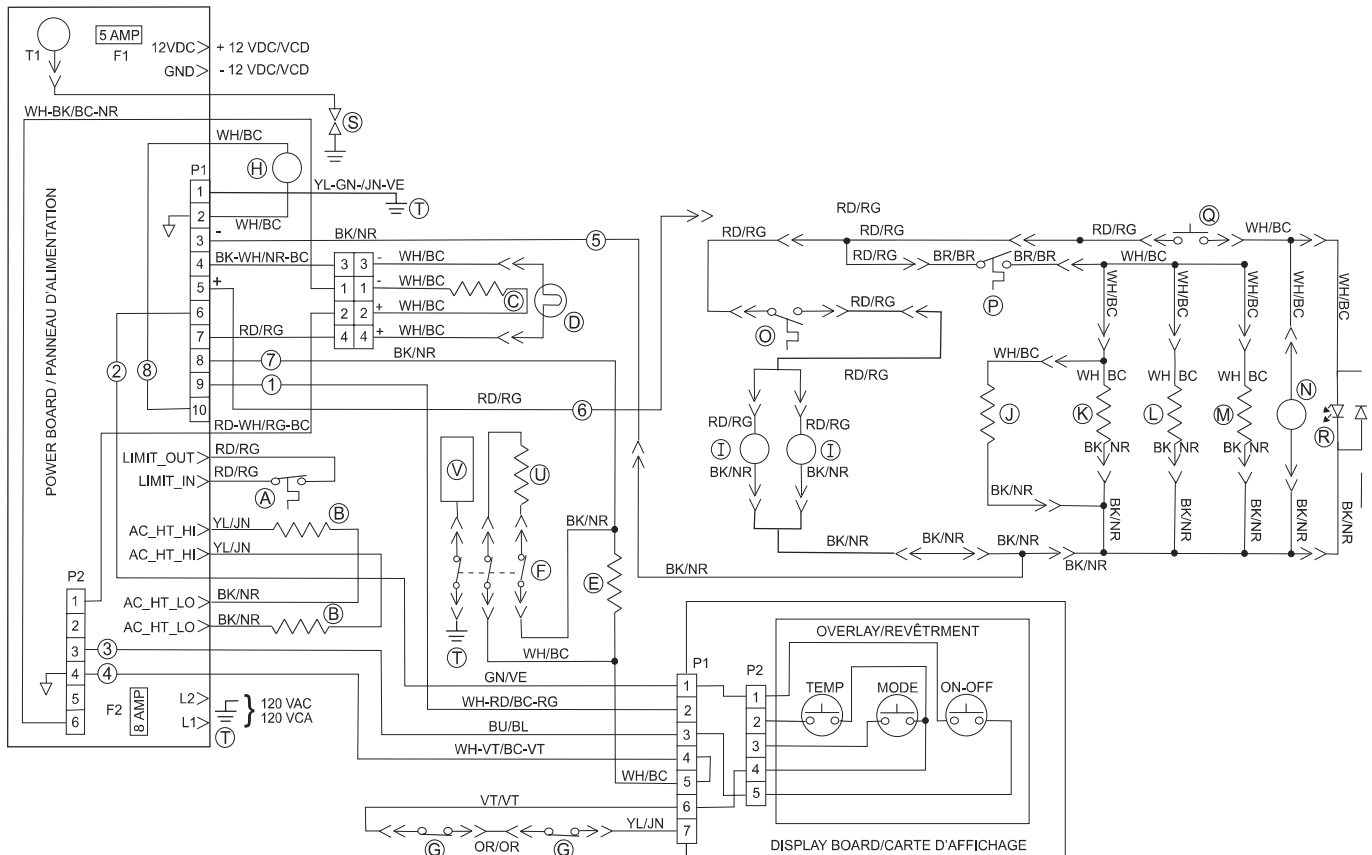 T1
5 AMP
F1
12VDC
+ 12 VDC/VCD
GND
- 12 VDC/VCD
WH-BK/BC-NR
S
WH/BC
H
P1
POWER BOARD / PANNEAU D'ALIMENTATION
1
YL-GN-/JN-VE
T
2
WH/BC
-
3
BK/NR
5
4
BK-WH/NR-BC
3
3
-
WH/BC
+
5
1
1
-
WH/BC
C
6
2
2
+
WH/BC
D
7
RD/RG
4
4
+
WH/BC
8
7
BK/NR
9
1
10
2
8
RD/RG
6
RD-WH/RG-BC
LIMIT_OUT
RD/RG
LIMIT_IN
RD/RG
A
AC_HT_HI
YL/JN
B
AC_HT_HI
YL/JN
AC_HT_LO
BK/NR
AC_HT_LO
BK/NR
B
P2
1
2
3
3
4
4
5
6
F2
8 AMP
L2
L1
T
}
120 VAC
120 VCA
V
U
F
BK/NR
E
T
WH/BC
GN/VE
WH-RD/BC-RG
BU/BL
WH-VT/BC-VT
WH/BC
VT/VT
YL/JN
G
OR/OR
G
RD/RG
RD/RG
RD/RG
RD/RG
Q
WH/BC
RD/RG
BR/BR
BR/BR
WH/BC
P
O
RD/RG
RD/RG
WH/BC
WH/BC
WH/BC
WH/BC
WH/BC
WH/BC
WH BC
WH BC
WH BC
J
K
L
M
N
R
RD/RG
RD/RG
I
I
BK/NR
BK/NR
BK NR
BK NR
BK NR
BK/NR
BK/NR
BK/NR
BK/NR
BK/NR
BK/NR
BK/NR
BK/NR
BK/NR
BK/NR
BK/NR
BK/NR
P1
1
2
3
4
5
6
7
P2
1
2
3
4
5
OVERLAY/REVÊTRMENT
TEMP
MODE
ON-OFF
DISPLAY BOARD/CARTE D'AFFICHAGE